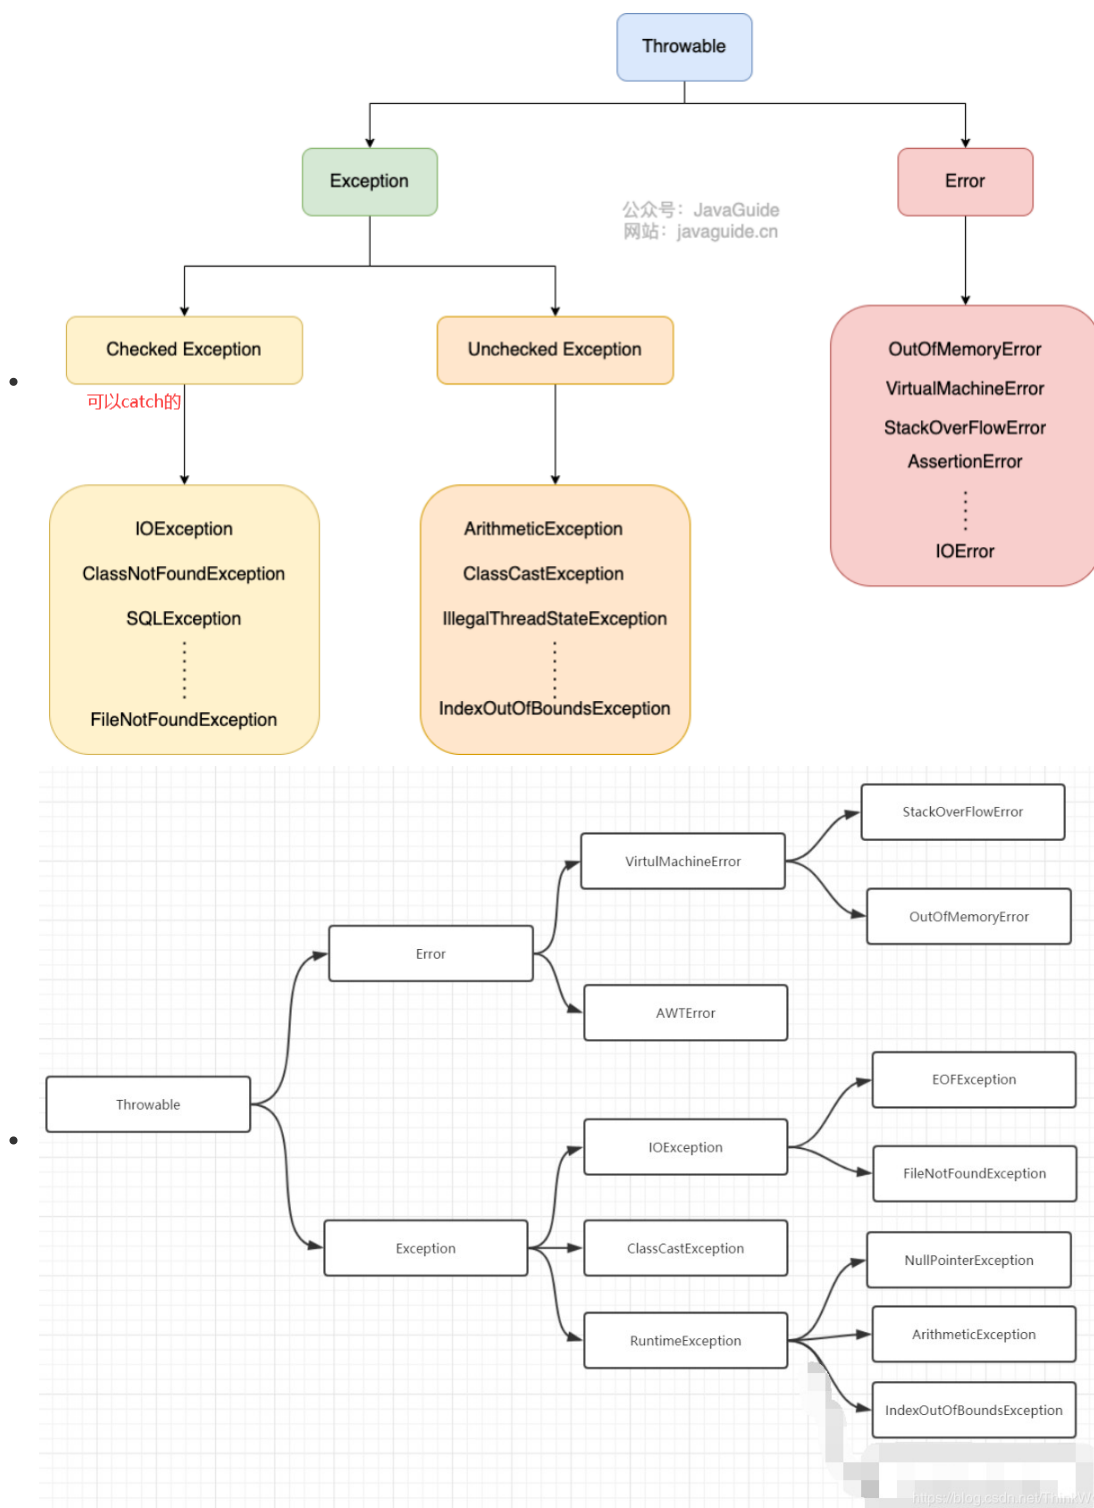 Throwable
Exception
Error
公众号：JavaGuide
网站：javaguide.cn
Checked Exception
Unchecked Exception
可以catch的
OutOfMemoryError
VirtualMachineError
StackOverFlowError
AssertionError
IOError
IOException
ClassNotFoundException
SQLException
FileNotFoundException
ArithmeticException
ClassCastException
IllegalThreadStateException
IndexOutOfBoundsException
StackOverFlowError
VirtulMachineError
OutOfMemoryError
Error
AWTError
Throwable
EOFException
IOException
FileNotFoundException
Exception
ClassCastException
NullPointerException
RuntimeException
ArithmeticException
IndexOutOfBoundsException